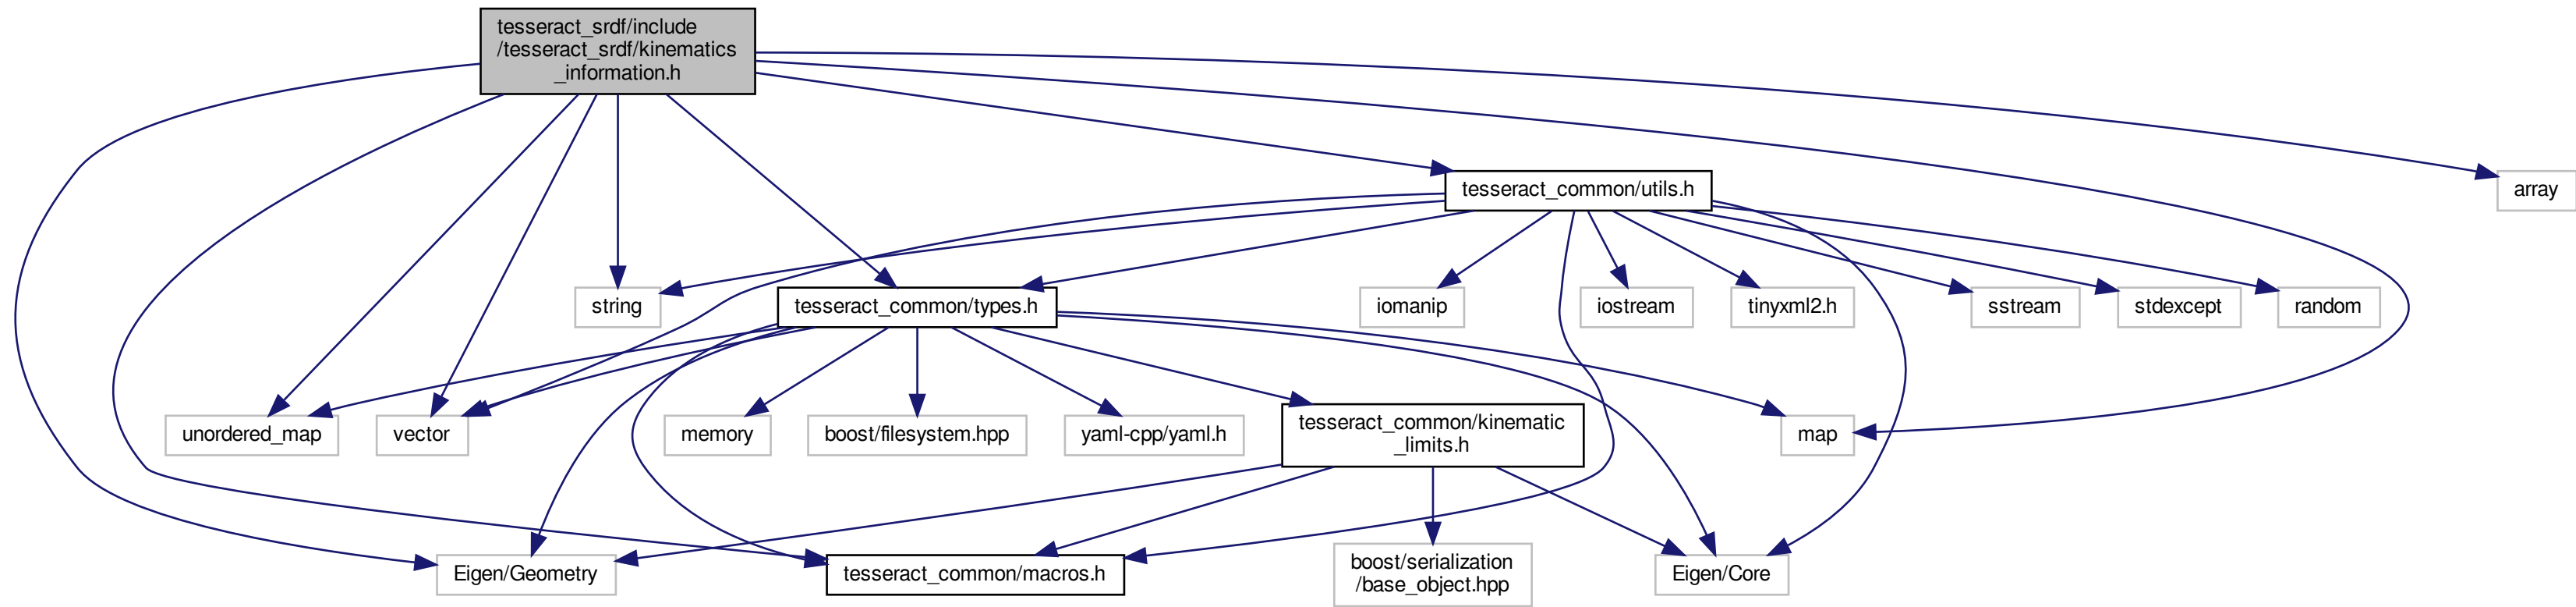 tesseract_srdf/include
/tesseract_srdf/kinematics
_information.h
tesseract_common/utils.h
array
string
tesseract_common/types.h
iomanip
iostream
tinyxml2.h
sstream
stdexcept
random
unordered_map
vector
memory
boost/filesystem.hpp
yaml-cpp/yaml.h
tesseract_common/kinematic
_limits.h
map
Eigen/Geometry
tesseract_common/macros.h
boost/serialization
/base_object.hpp
Eigen/Core